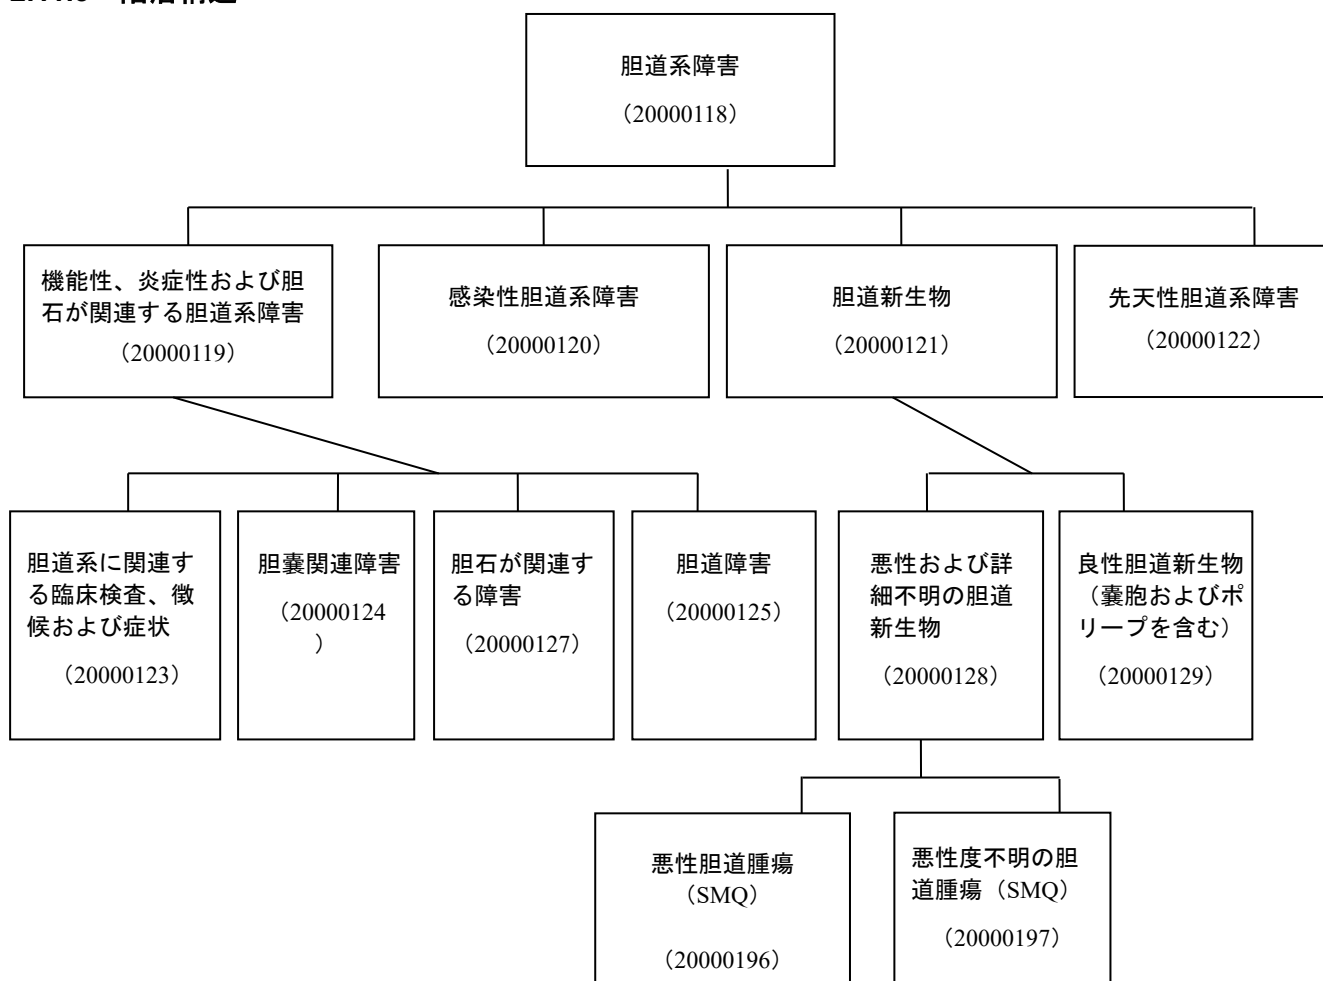 胆道系障害
（20000118）
機能性、炎症性および胆
石が関連する胆道系障害
（20000119）
感染性胆道系障害
（20000120）
胆道新生物
（20000121）
先天性胆道系障害
（20000122）
胆道系に関連す
る臨床検査、徴
候および症状
（20000123）
胆嚢関連障害
（20000124
）
胆石が関連す
る障害
（20000127）
胆道障害
（20000125）
悪性および詳
細不明の胆道
新生物
（20000128）
良性胆道新生物
（嚢胞およびポ
リープを含む）
（20000129）
悪性胆道腫瘍
（SMQ）
（20000196）
悪性度不明の胆
道腫瘍（SMQ）
（20000197）